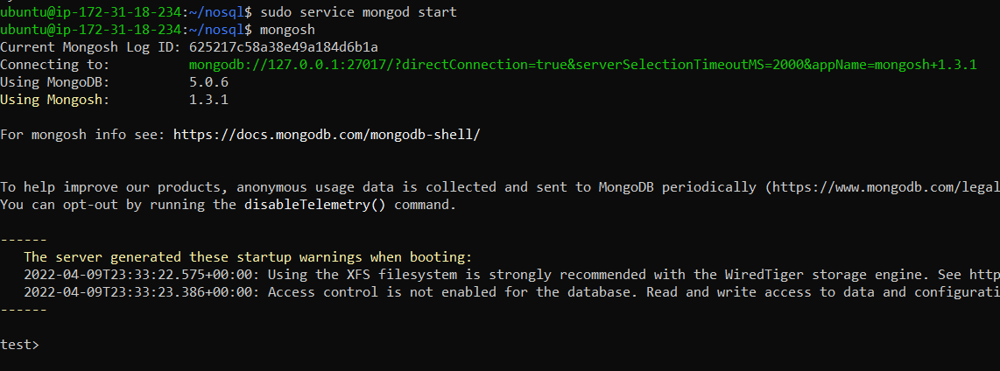 ubuntu@ip-172-31-18-234:~/nosql$ sudo service mongod start
ubuntu@ip-172-31-18-234:~/nosql$ mongosh
Current Mongosh Log ID: 625217c58a38e49a184d6b1a
Connecting to: mongodb://127.0.0.1:27017/?directConnection=true&serverSelectionTimeoutMS=2000&appName=mongosh+1.3.1
Using MongoDB: 5.0.6
Using Mongosh: 1.3.1
For mongosh info see: https://docs.mongodb.com/mongodb-shell/
To help improve our products, anonymous usage data is collected and sent to MongoDB periodically (https://www.mongodb.com/legal
You can opt-out by running the disableTelemetry() command.
------
The server generated these startup warnings when booting:
2022-04-09T23:33:22.575+00:00: Using the XFS filesystem is strongly recommended with the WiredTiger storage engine. See http
2022-04-09T23:33:23.386+00:00: Access control is not enabled for the database. Read and write access to data and configurati
------
test>